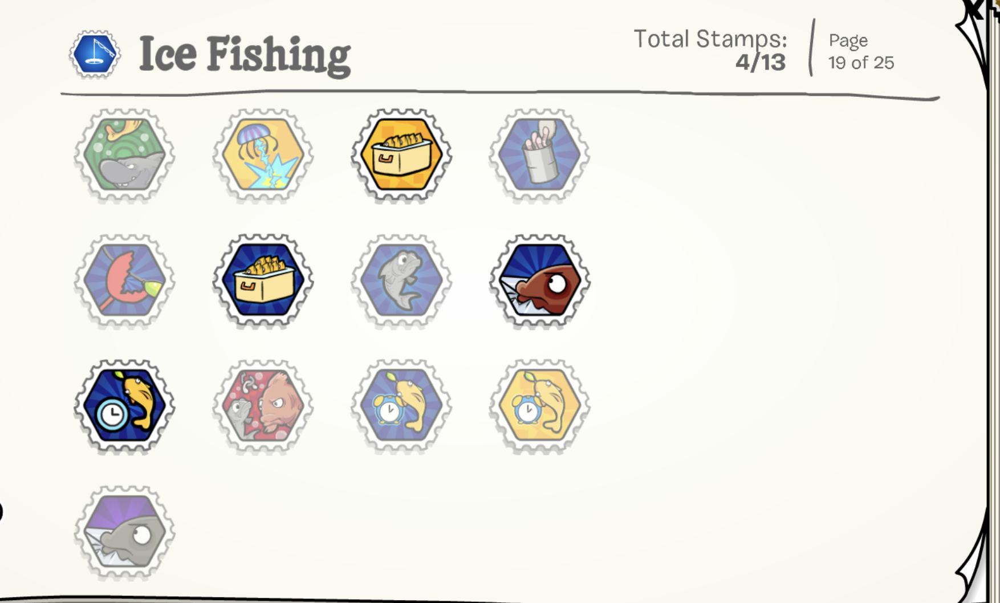 Ice Fishing
Total Stamps:
4/13
Page
19 of 25